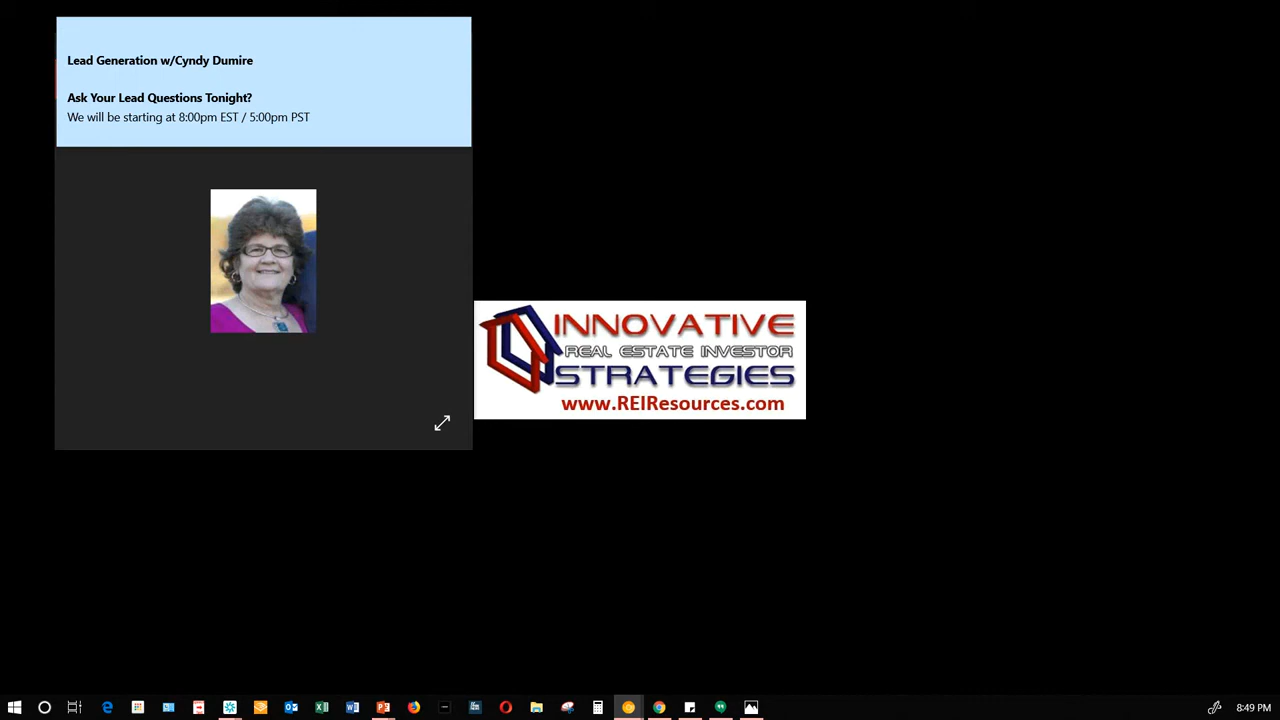 Lead Generation w/Cyndy Dumire
Ask Your Lead Questions Tonight?
We will be starting at 8:00pm EST / 5:00pm PST
INNOVATIVE
REAL ESTATE INVESTOR
STRATEGIES
www.REIResources.com
8:49 PM